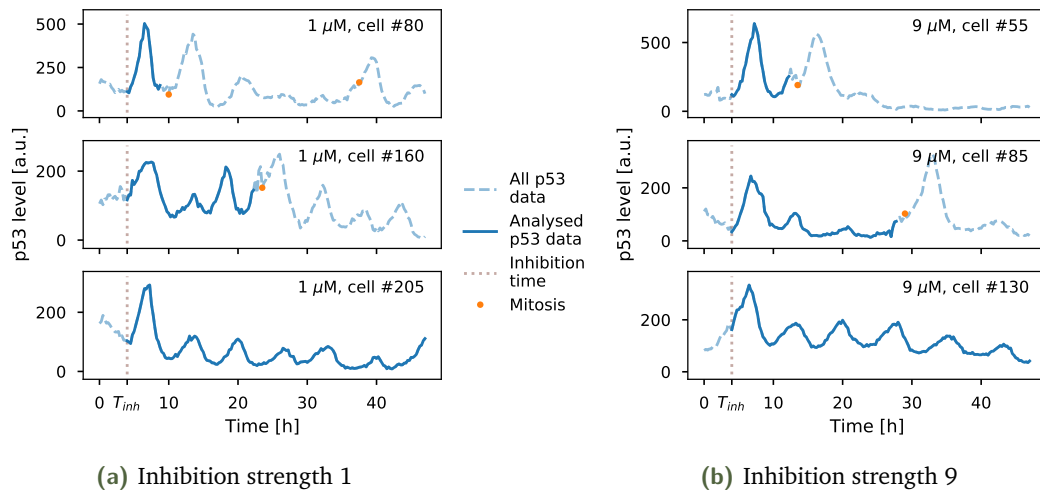 1 μM, cell #80
500
250
0
1 μM, cell #160
200
0
1 μM, cell #205
200
0
p53 level [a.u.]
0 T_inh 10 20 30 40
Time [h]
(a) Inhibition strength 1
All p53
data
Analysed
p53 data
Inhibition
time
Mitosis
9 μM, cell #55
500
0
9 μM, cell #85
200
0
9 μM, cell #130
200
0
p53 level [a.u.]
0 T_inh 10 20 30 40
Time [h]
(b) Inhibition strength 9